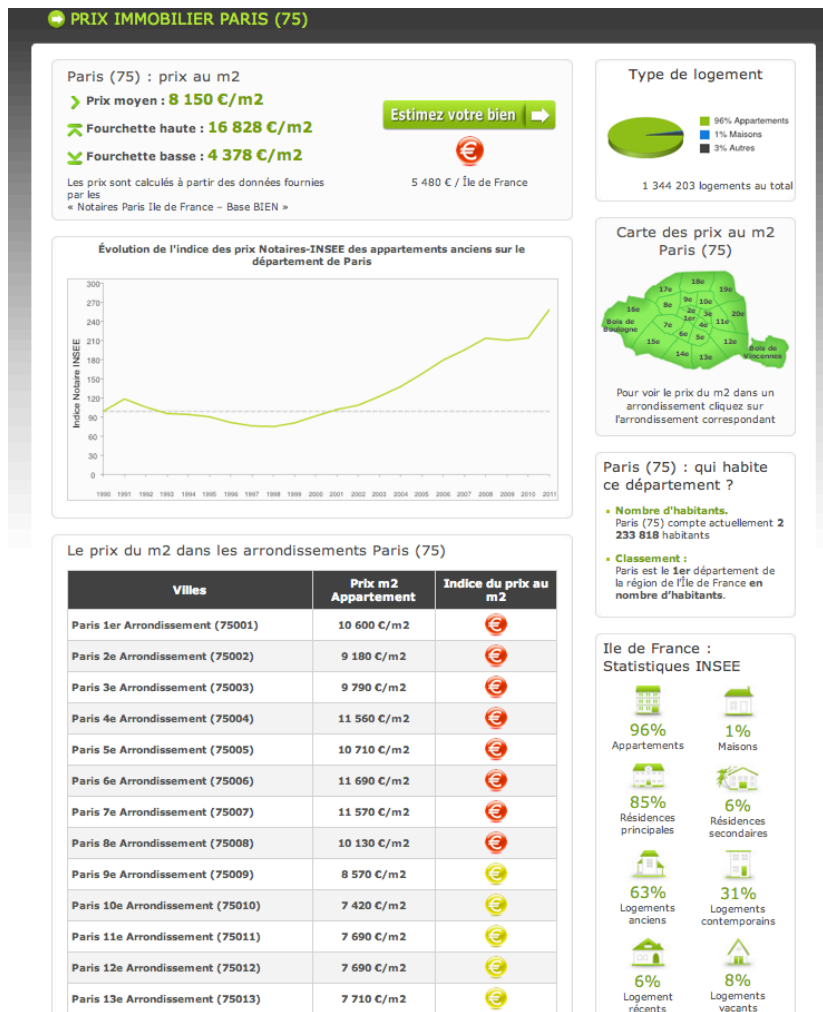 PRIX IMMOBILIER PARIS (75)
Paris (75) : prix au m2
Prix moyen : 8 150 €/m2
Fourchette haute : 16 828 €/m2
Fourchette basse : 4 378 €/m2
Les prix sont calculés à partir des données fournies
par les
« Notaires Paris Ile de France – Base BIEN »
Estimez votre bien
€
5 480 € / Île de France
Évolution de l'indice des prix Notaires-INSEE des appartements anciens sur le
département de Paris
Indice Notaire INSEE
300
270
240
210
180
150
120
90
60
30
0
1990 1991 1992 1993 1994 1995 1996 1997 1998 1999 2000 2001 2002 2003 2004 2005 2006 2007 2008 2009 2010 2011
Le prix du m2 dans les arrondissements Paris (75)
Villes Prix m2 Appartement Indice du prix au m2
Paris 1er Arrondissement (75001) 10 600 €/m2 €
Paris 2e Arrondissement (75002) 9 180 €/m2 €
Paris 3e Arrondissement (75003) 9 790 €/m2 €
Paris 4e Arrondissement (75004) 11 560 €/m2 €
Paris 5e Arrondissement (75005) 10 710 €/m2 €
Paris 6e Arrondissement (75006) 11 690 €/m2 €
Paris 7e Arrondissement (75007) 11 570 €/m2 €
Paris 8e Arrondissement (75008) 10 130 €/m2 €
Paris 9e Arrondissement (75009) 8 570 €/m2 €
Paris 10e Arrondissement (75010) 7 420 €/m2 €
Paris 11e Arrondissement (75011) 7 690 €/m2 €
Paris 12e Arrondissement (75012) 7 690 €/m2 €
Paris 13e Arrondissement (75013) 7 710 €/m2 €
Type de logement
96% Appartements
1% Maisons
3% Autres
1 344 203 logements au total
Carte des prix au m2
Paris (75)
18e
17e 19e
9e 10e
8e
16e 2e 3e 20e
1er
Bois de Boulogne
7e 4e 11e
6e 5e
15e 12e
Bois de Vincennes
14e 13e
Pour voir le prix du m2 dans un
arrondissement cliquez sur
l'arrondissement correspondant
Paris (75) : qui habite
ce département ?
Nombre d'habitants.
Paris (75) compte actuellement 2
233 818 habitants
Classement :
Paris est le 1er département de
la région de l'Île de France en
nombre d’habitants.
Ile de France :
Statistiques INSEE
96% 1%
Appartements Maisons
85% 6%
Résidences principales Résidences secondaires
63% 31%
Logements anciens Logements contemporains
6% 8%
Logement récents Logements vacants